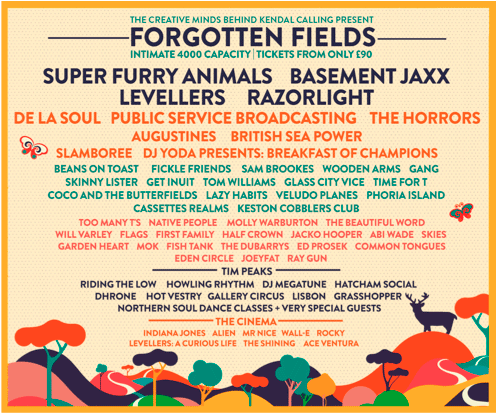 THE CREATIVE MINDS BEHIND KENDAL CALLING PRESENT
FORGOTTEN FIELDS
INTIMATE 4000 CAPACITY | TICKETS FROM ONLY £90
SUPER FURRY ANIMALS BASEMENT JAXX
LEVELLERS RAZORLIGHT
DE LA SOUL PUBLIC SERVICE BROADCASTING THE HORRORS
AUGUSTINES BRITISH SEA POWER
SLAMBOREE DJ YODA PRESENTS: BREAKFAST OF CHAMPIONS
BEANS ON TOAST FICKLE FRIENDS SAM BROOKES WOODEN ARMS GANG
SKINNY LISTER GET INUIT TOM WILLIAMS GLASS CITY VICE TIME FOR T
COCO AND THE BUTTERFIELDS LAZY HABITS VELUDO PLANES PHORIA ISLAND
CASSETTES REALMS KESTON COBBLERS CLUB
TOO MANY T'S NATIVE PEOPLE MOLLY WARBURTON THE BEAUTIFUL WORD
WILL VARLEY FLAGS FIRST FAMILY HALF CROWN JACKO HOOPER ABI WADE SKIES
GARDEN HEART MOK FISH TANK THE DUBARRYS ED PROSEK COMMON TONGUES
EDEN CIRCLE JOEYFAT RAY GUN
TIM PEAKS
RIDING THE LOW HOWLING RHYTHM DJ MEGATUNE HATCHAM SOCIAL
DHRONE HOT VESTRY GALLERY CIRCUS LISBON GRASSHOPPER
NORTHERN SOUL DANCE CLASSES + VERY SPECIAL GUESTS
THE CINEMA
INDIANA JONES ALIEN MR NICE WALL-E ROCKY
LEVELLERS: A CURIOUS LIFE THE SHINING ACE VENTURA